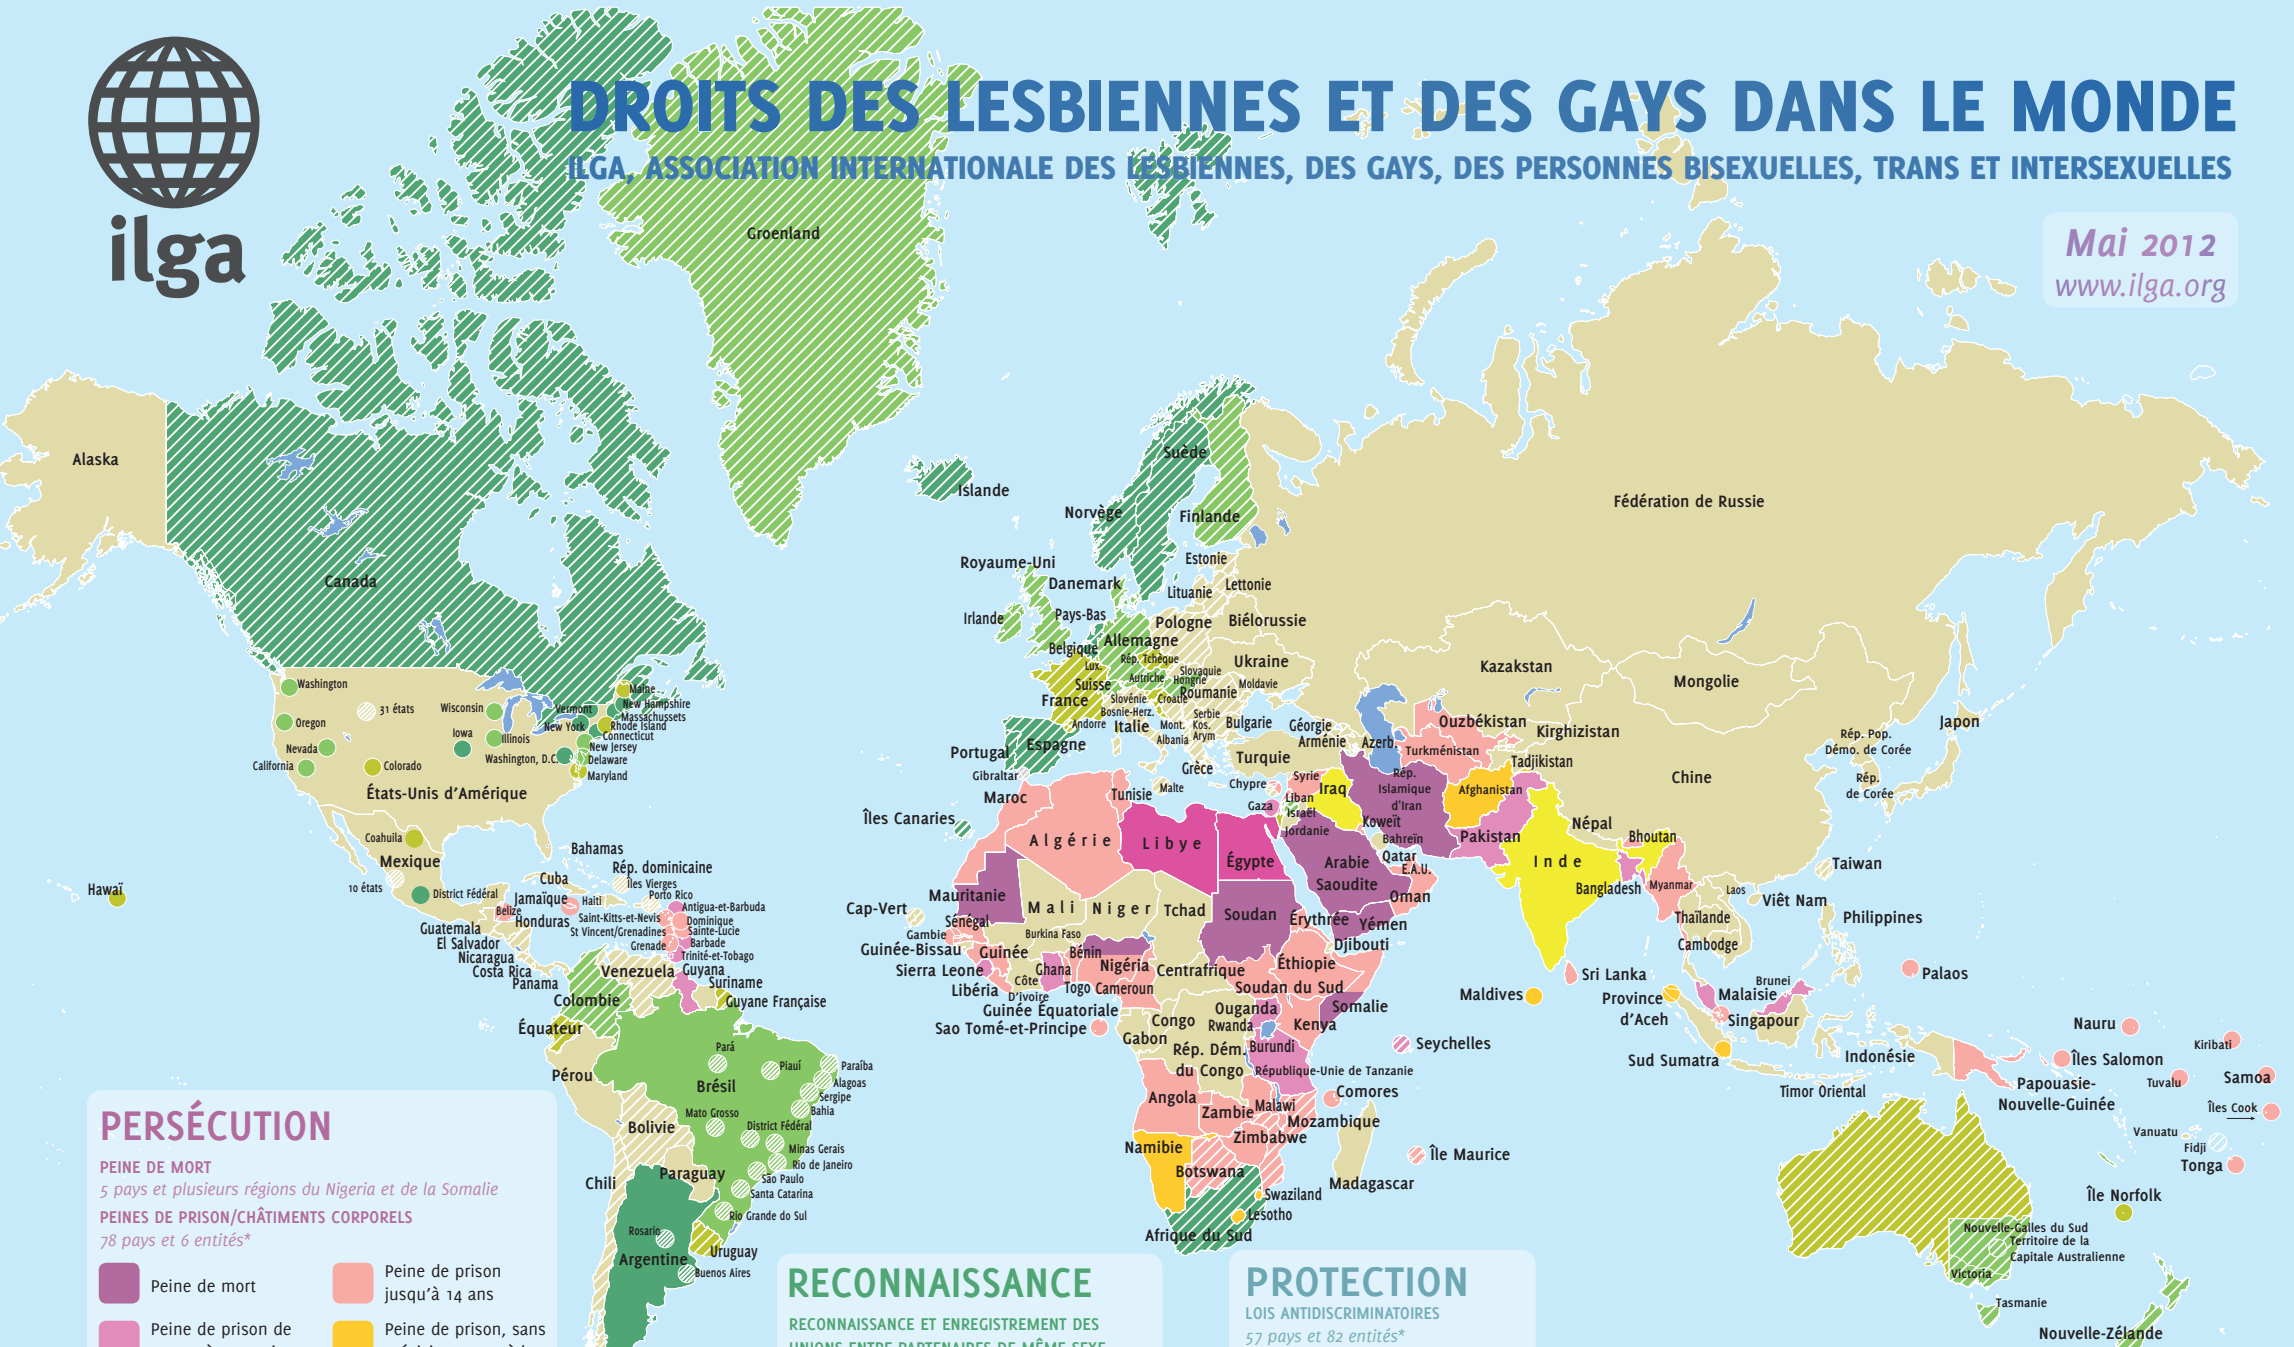 ilga
DROITS DES LESBIENNES ET DES GAYS DANS LE MONDE
ILGA, ASSOCIATION INTERNATIONALE DES LESBIENNES, DES GAYS, DES PERSONNES BISEXUELLES, TRANS ET INTERSEXUELLES
Mai 2012
www.ilga.org
Groenland
Alaska
Canada
Islande
Suède
Norvège
Finlande
Fédération de Russie
Royaume-Uni
Estonie
Danemark
Lettonie
Lituanie
Irlande
Pays-Bas
Pologne
Biélorussie
Belgique
Allemagne
Lux.
Rép. Tchèque
Slovaquie
Ukraine
Kazakstan
Mongolie
Suisse
Autriche
Hongrie
Moldavie
France
Slovénie
Croatie
Roumanie
Bosnie-Herz.
Serbie
Andorre
Italie
Mont.
Kos.
Bulgarie
Géorgie
Ouzbékistan
Kirghizistan
Japon
Albania
Arym
Arménie
Azerb.
Turkménistan
Rép. Pop.
Démo. de Corée
Portugal
Espagne
Turquie
Tadjikistan
Gibraltar
Grèce
Chine
Rép.
de Corée
Malte
Chypre
Syrie
Rép.
Islamique
d'Iran
Afghanistan
Maroc
Tunisie
Liban
Iraq
Gaza
Israël
Îles Canaries
Jordanie
Koweït
Népal
Bahreïn
Pakistan
Bhoutan
Algérie
Libye
Égypte
Arabie
Saoudite
Qatar
E.A.U.
Inde
Taiwan
Mauritanie
Oman
Bangladesh
Myanmar
Laos
Viêt Nam
Cap-Vert
Mali
Niger
Tchad
Soudan
Érythrée
Yémen
Thaïlande
Philippines
Sénégal
Gambie
Burkina Faso
Djibouti
Cambodge
Guinée-Bissau
Guinée
Bénin
Nigéria
Centrafrique
Éthiopie
Sierra Leone
Ghana
Côte
D'ivoire
Sri Lanka
Palaos
Libéria
Togo
Cameroun
Soudan du Sud
Brunei
Malaisie
Guinée Équatoriale
Ouganda
Somalie
Maldives
Province
d'Aceh
Sao Tomé-et-Principe
Congo
Rwanda
Kenya
Singapour
Nauru
Gabon
Rép. Dém.
du Congo
Burundi
Seychelles
Sud Sumatra
Indonésie
Îles Salomon
Kiribati
République-Unie de Tanzanie
Timor Oriental
Papouasie-
Nouvelle-Guinée
Tuvalu
Samoa
Angola
Zambie
Malawi
Comores
Îles Cook
Mozambique
Vanuatu
Namibie
Zimbabwe
Île Maurice
Fidji
Botswana
Madagascar
Tonga
Swaziland
Île Norfolk
Lesotho
Afrique du Sud
Nouvelle-Galles du Sud
Territoire de la
Capitale Australienne
Victoria
Tasmanie
Nouvelle-Zélande
Washington
31 états
Wisconsin
Maine
New Hampshire
Vermont
Massachussets
Oregon
New York
Rhode Island
Iowa
Illinois
Connecticut
Nevada
New Jersey
Washington, D.C.
Delaware
California
Colorado
Maryland
États-Unis d'Amérique
Coahuila
Mexique
10 états
District Fédéral
Hawaï
Bahamas
Rép. dominicaine
Cuba
Îles Vierges
Porto Rico
Jamaïque
Haiti
Antigua-et-Barbuda
Belize
Honduras
Saint-Kitts-et-Nevis
Dominique
St Vincent/Grenadines
Sainte-Lucie
Guatemala
Grenade
Barbade
El Salvador
Trinité-et-Tobago
Nicaragua
Costa Rica
Venezuela
Guyana
Panama
Suriname
Colombie
Guyane Française
Équateur
Pará
Piauí
Paraíba
Pérou
Brésil
Alagoas
Sergipe
Mato Grosso
Bahia
District Fédéral
Bolivie
Minas Gerais
Rio de Janeiro
Paraguay
São Paulo
Chili
Santa Catarina
Rio Grande do Sul
Rosario
Uruguay
Argentine
Buenos Aires
PERSÉCUTION
PEINE DE MORT
5 pays et plusieurs régions du Nigeria et de la Somalie
PEINES DE PRISON/CHÂTIMENTS CORPORELS
78 pays et 6 entités*
Peine de mort
Peine de prison
jusqu'à 14 ans
Peine de prison de
Peine de prison, sans
RECONNAISSANCE
RECONNAISSANCE ET ENREGISTREMENT DES
UNIONS ENTRE PARTENAIRES DE MÊME SEXE
PROTECTION
LOIS ANTIDISCRIMINATOIRES
57 pays et 82 entités*